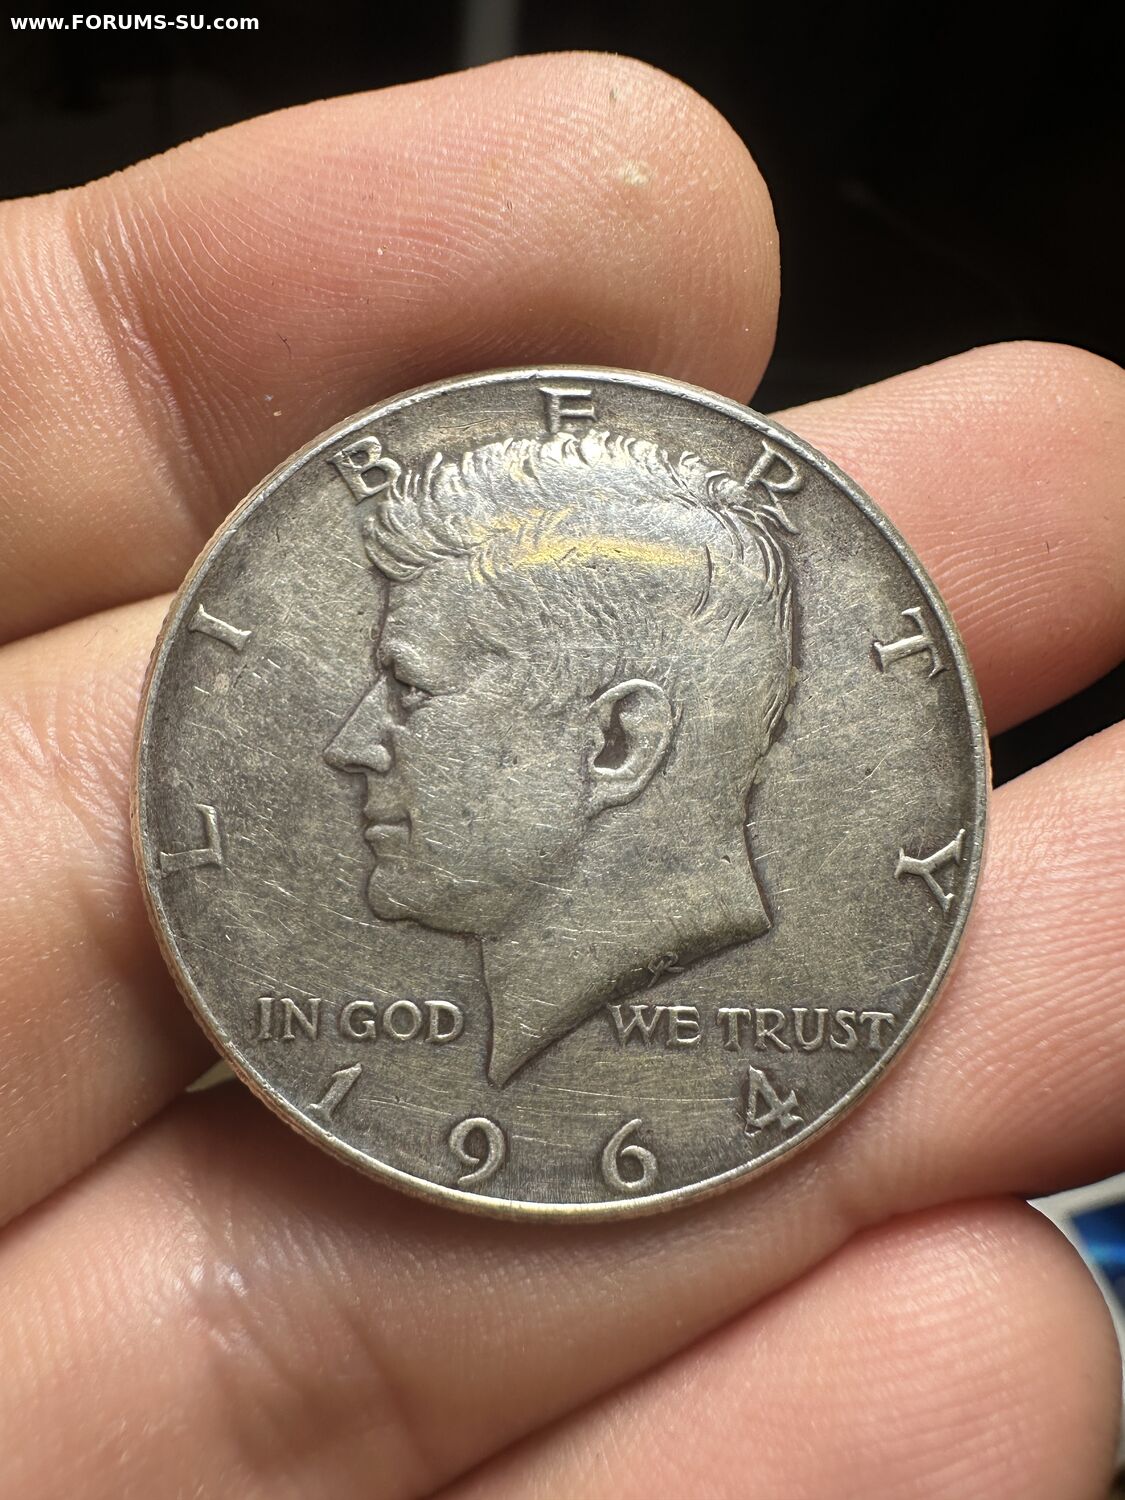 www.FORUMS-SU.com
LIBERTY
IN GOD WE TRUST
1964